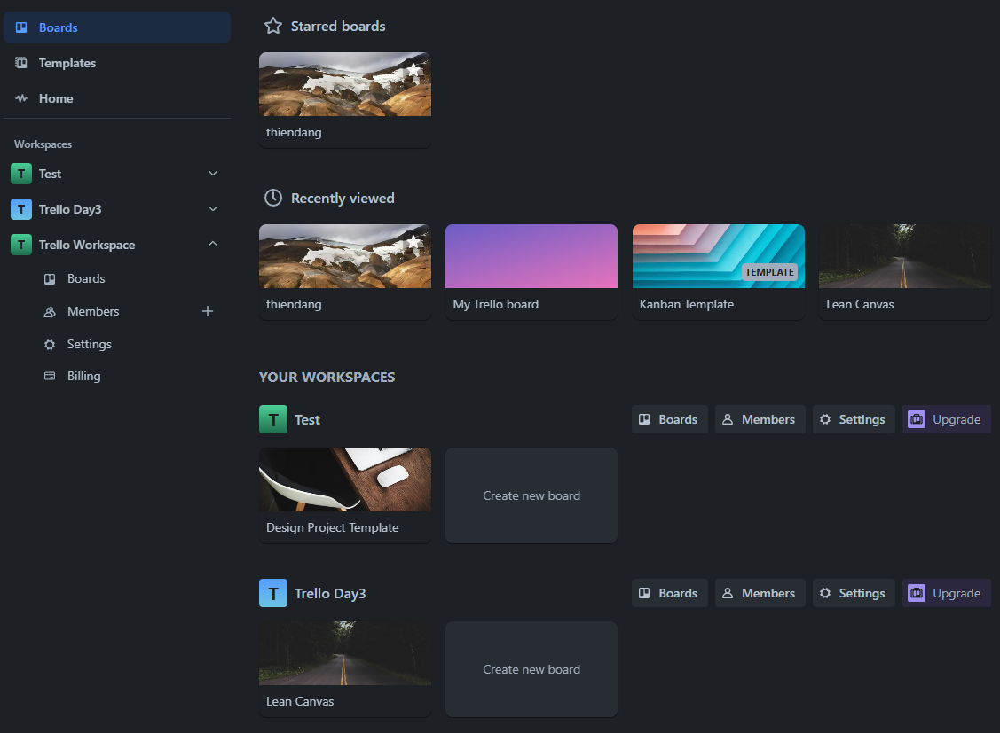 Boards
Templates
Home
Workspaces
T Test
T Trello Day3
T Trello Workspace
Boards
Members
Settings
Billing
Starred boards
thiendang
Recently viewed
thiendang
My Trello board
TEMPLATE
Kanban Template
Lean Canvas
YOUR WORKSPACES
T Test
Boards Members Settings Upgrade
Design Project Template
Create new board
T Trello Day3
Boards Members Settings Upgrade
Lean Canvas
Create new board